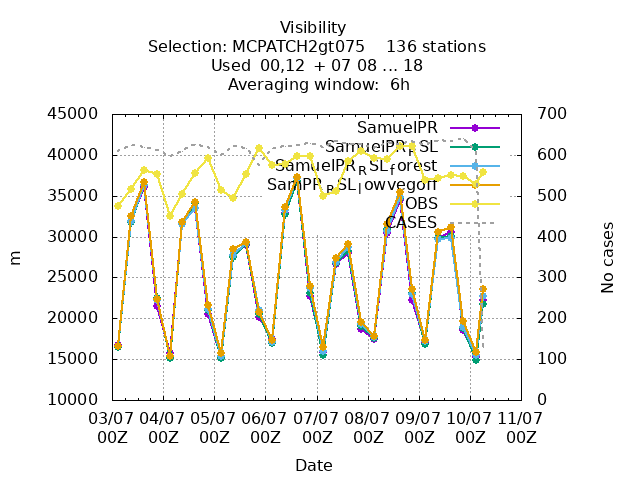 Visibility
Selection: MCPATCH2gt075    136 stations
Used  00,12  + 07 08 ... 18
Averaging window:  6h
45000
40000
35000
30000
25000
20000
15000
10000
700
600
500
400
300
200
100
0
m
No cases
SamuelPR
SamuelPR_RSL
SamuelPR_RSL_forest
SamPR_RSL_lowvegoff
OBS
CASES
03/07 04/07 05/07 06/07 07/07 08/07 09/07 10/07 11/07
00Z 00Z 00Z 00Z 00Z 00Z 00Z 00Z 00Z
Date